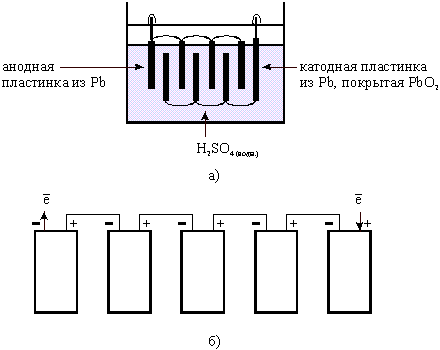 анодная
пластинка из Pb
катодная пластинка
из Pb, покрытая PbO₂
H₂SO₄ (водн.)
а)
e̅ e̅
– + – + – + – + – +
б)